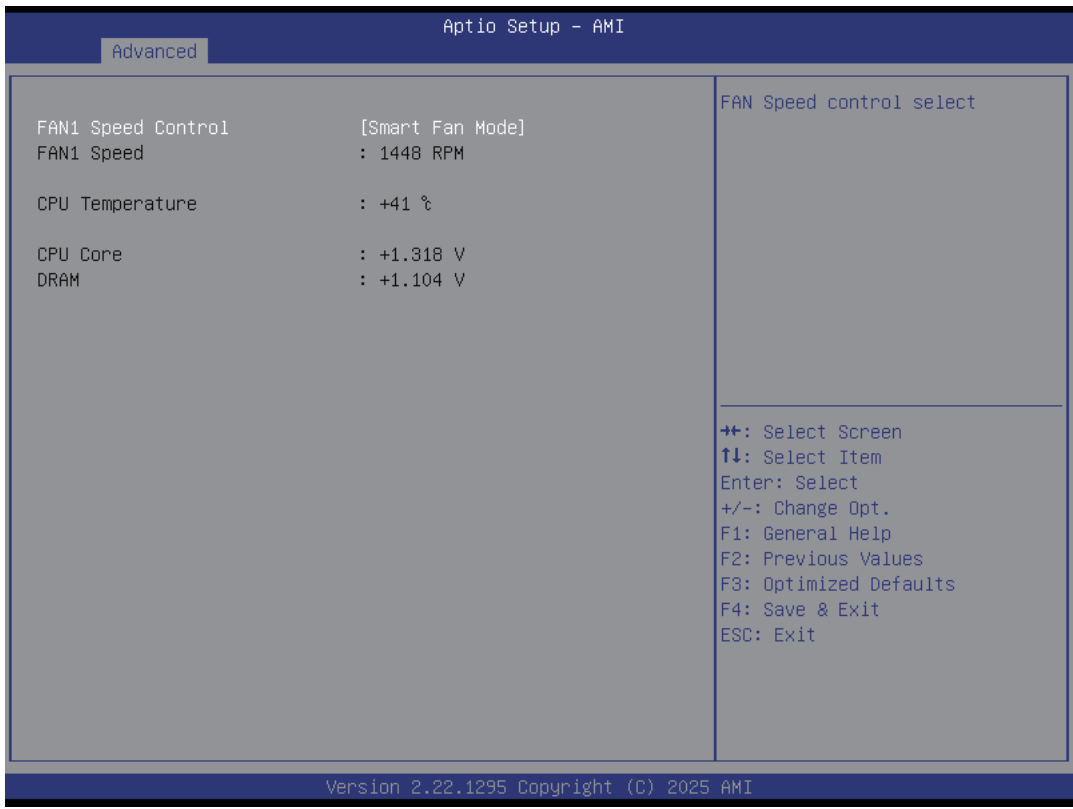 Aptio Setup – AMI
Advanced
FAN1 Speed Control [Smart Fan Mode]
FAN1 Speed : 1448 RPM
CPU Temperature : +41 ℃
CPU Core : +1.318 V
DRAM : +1.104 V
FAN Speed control select
→←: Select Screen
↑↓: Select Item
Enter: Select
+/-: Change Opt.
F1: General Help
F2: Previous Values
F3: Optimized Defaults
F4: Save & Exit
ESC: Exit
Version 2.22.1295 Copyright (C) 2025 AMI